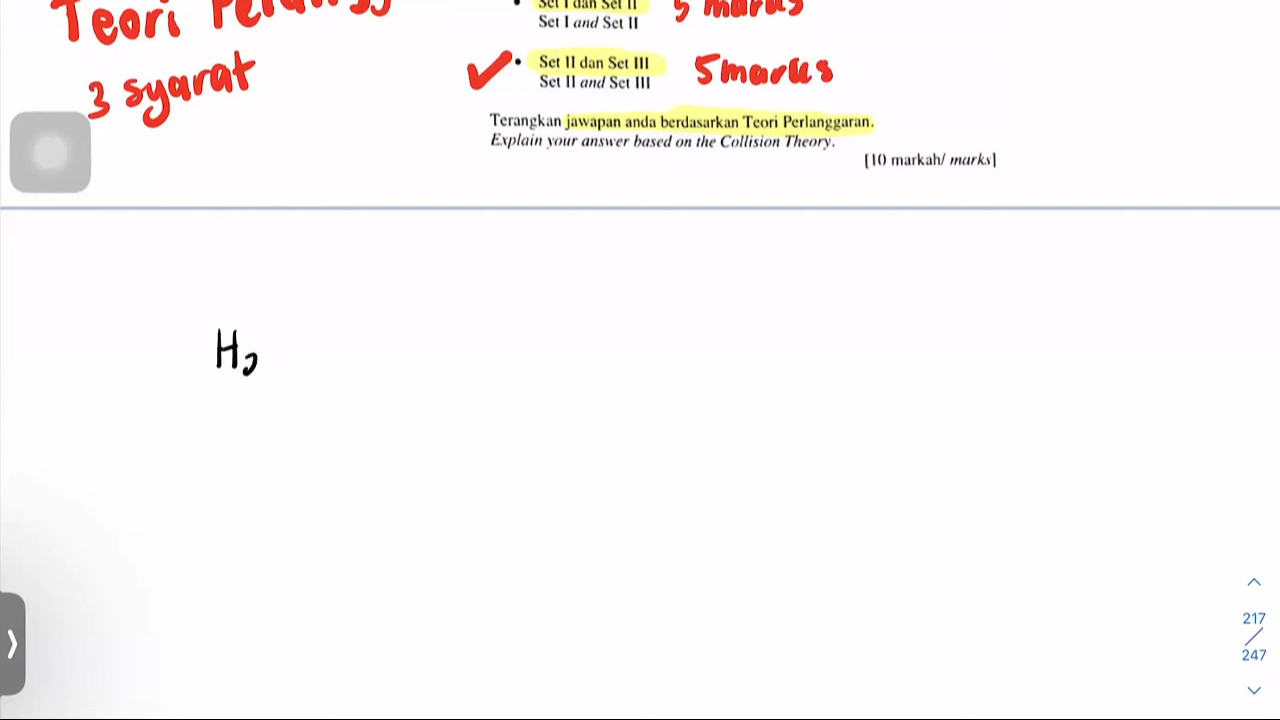 Teori
3 syarat
• Set I dan Set II 5 marks
Set I and Set II
✓ • Set II dan Set III 5 marks
Set II and Set III
Terangkan jawapan anda berdasarkan Teori Perlanggaran.
Explain your answer based on the Collision Theory.
[10 markah/ marks]
H2
217
/
247